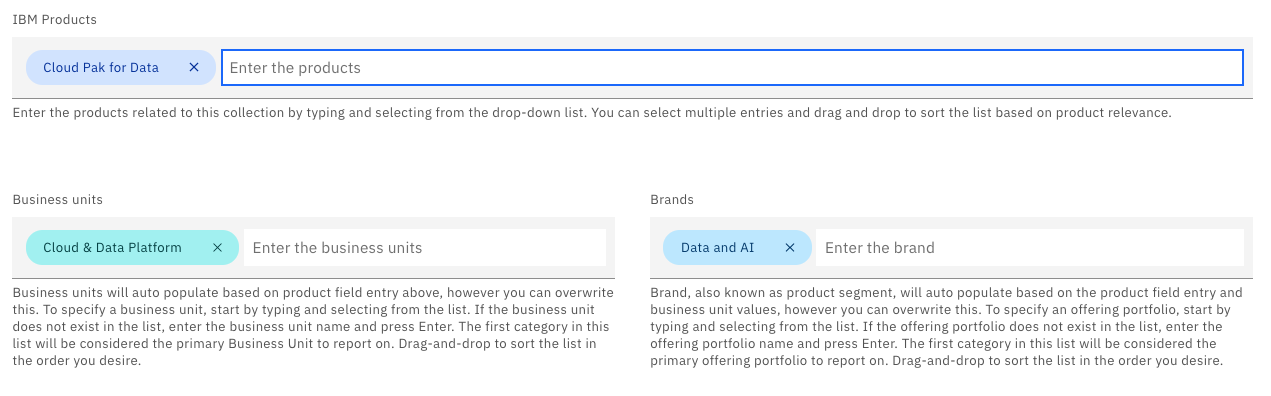 IBM Products
Cloud Pak for Data
Enter the products
Enter the products related to this collection by typing and selecting from the drop-down list. You can select multiple entries and drag and drop to sort the list based on product relevance.
Business units
Cloud & Data Platform
Enter the business units
Business units will auto populate based on product field entry above, however you can overwrite
this. To specify a business unit, start by typing and selecting from the list. If the business unit
does not exist in the list, enter the business unit name and press Enter. The first category in this
list will be considered the primary Business Unit to report on. Drag-and-drop to sort the list in
the order you desire.
Brands
Data and AI
Enter the brand
Brand, also known as product segment, will auto populate based on the product field entry and
business unit values, however you can overwrite this. To specify an offering portfolio, start by
typing and selecting from the list. If the offering portfolio does not exist in the list, enter the
offering portfolio name and press Enter. The first category in this list will be considered the
primary offering portfolio to report on. Drag-and-drop to sort the list in the order you desire.